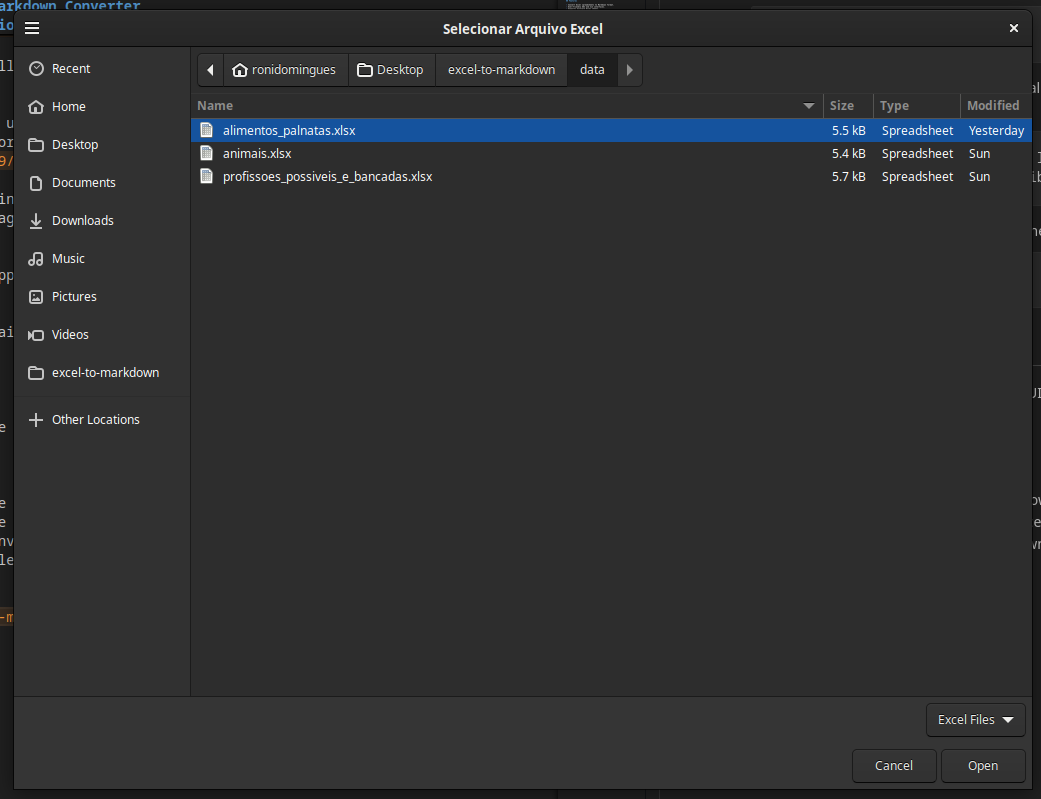 Markdown Converter
Selecionar Arquivo Excel
Recent
Home
Desktop
Documents
Downloads
Music
Pictures
Videos
excel-to-markdown
Other Locations
ronidomingues Desktop excel-to-markdown data
Name Size Type Modified
alimentos_palnatas.xlsx 5.5 kB Spreadsheet Yesterday
animais.xlsx 5.4 kB Spreadsheet Sun
profissoes_possiveis_e_bancadas.xlsx 5.7 kB Spreadsheet Sun
Excel Files
Cancel Open